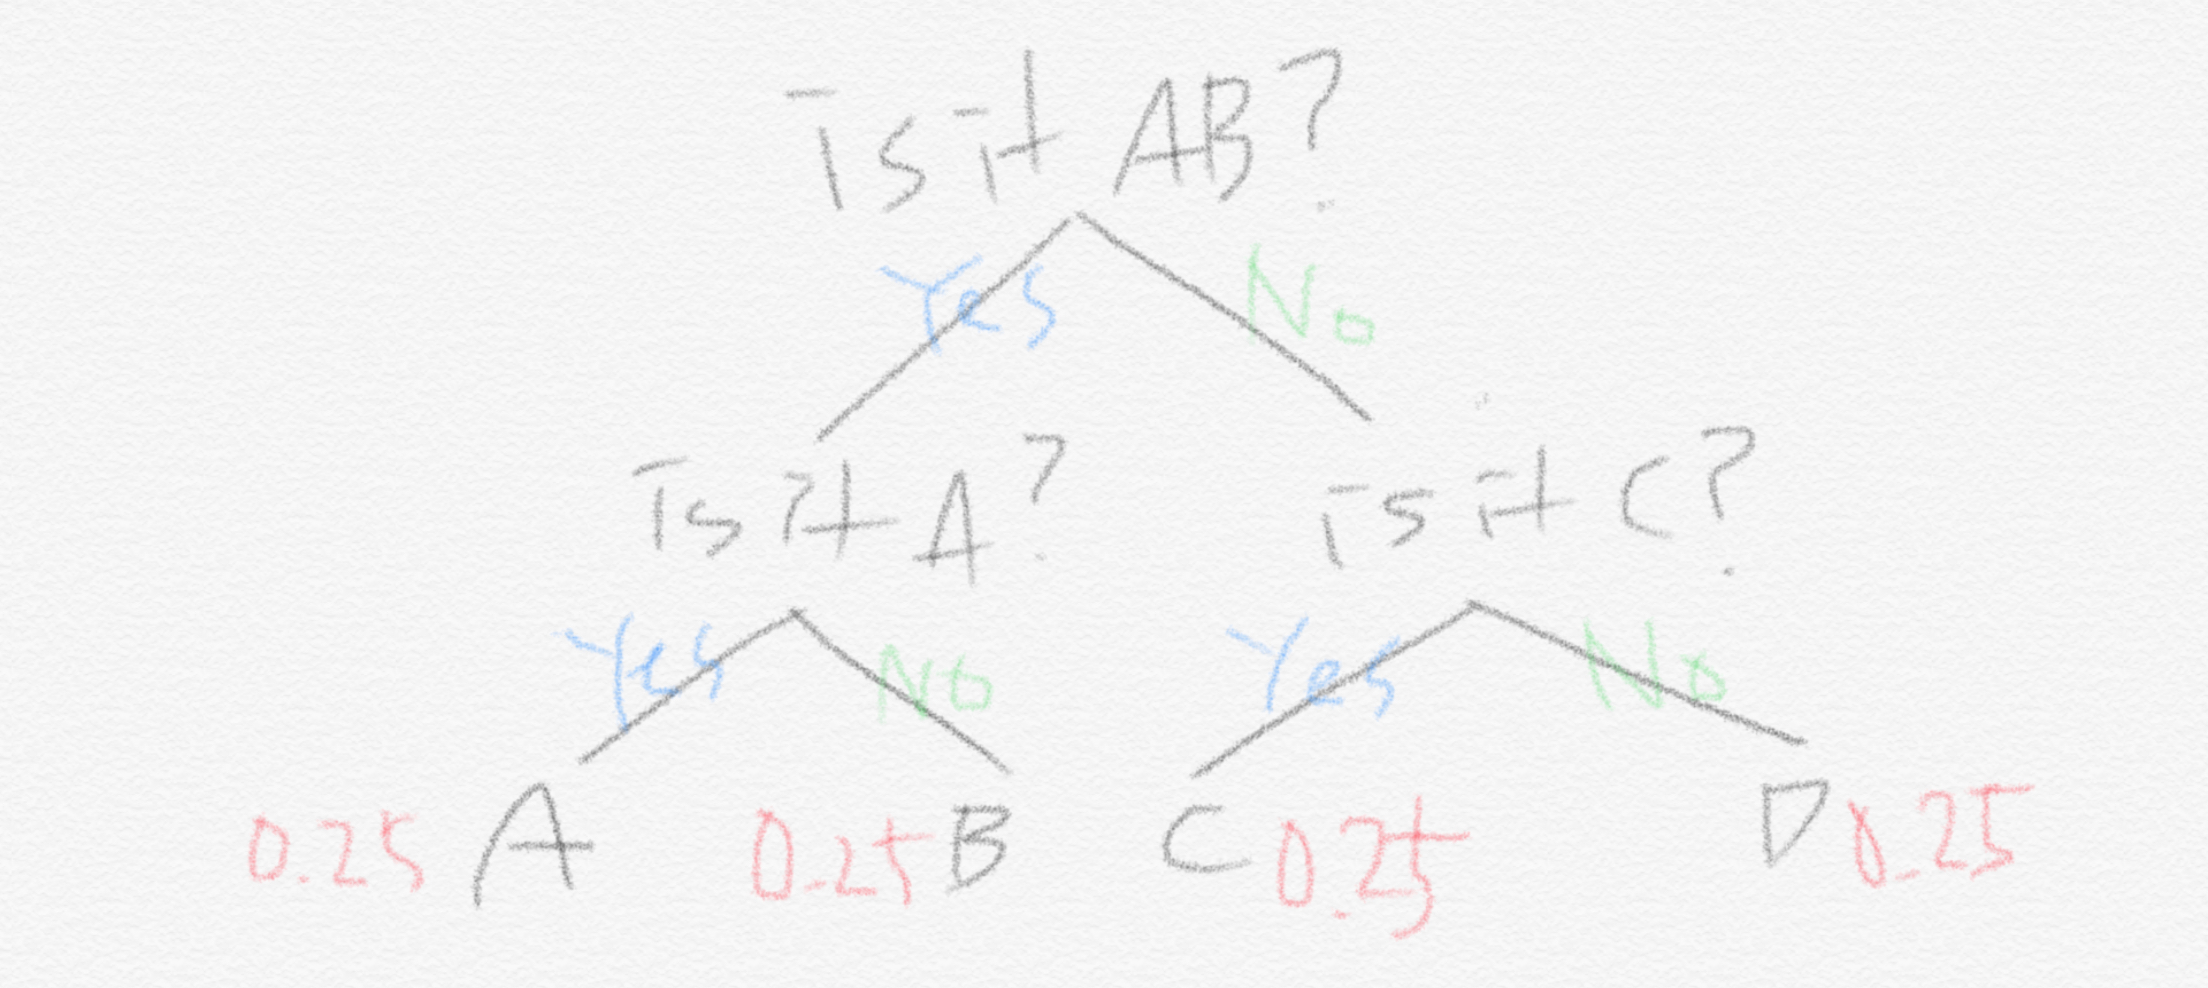 is it AB?
Yes No
is it A? is it C?
Yes No Yes No
0.25 A 0.25 B C 0.25 D 0.25